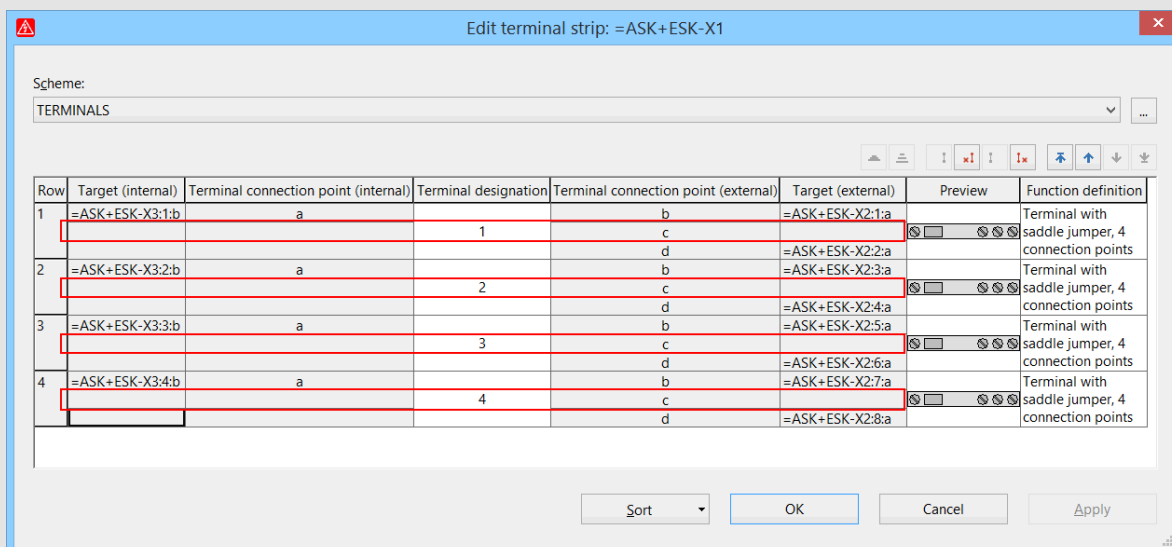 Edit terminal strip: =ASK+ESK-X1
Scheme:
TERMINALS
...
Row Target (internal) Terminal connection point (internal) Terminal designation Terminal connection point (external) Target (external) Preview Function definition
1 =ASK+ESK-X3:1:b a b =ASK+ESK-X2:1:a Terminal with
1 c saddle jumper, 4
d =ASK+ESK-X2:2:a connection points
2 =ASK+ESK-X3:2:b a b =ASK+ESK-X2:3:a Terminal with
2 c saddle jumper, 4
d =ASK+ESK-X2:4:a connection points
3 =ASK+ESK-X3:3:b a b =ASK+ESK-X2:5:a Terminal with
3 c saddle jumper, 4
d =ASK+ESK-X2:6:a connection points
4 =ASK+ESK-X3:4:b a b =ASK+ESK-X2:7:a Terminal with
4 c saddle jumper, 4
d =ASK+ESK-X2:8:a connection points
Sort OK Cancel Apply